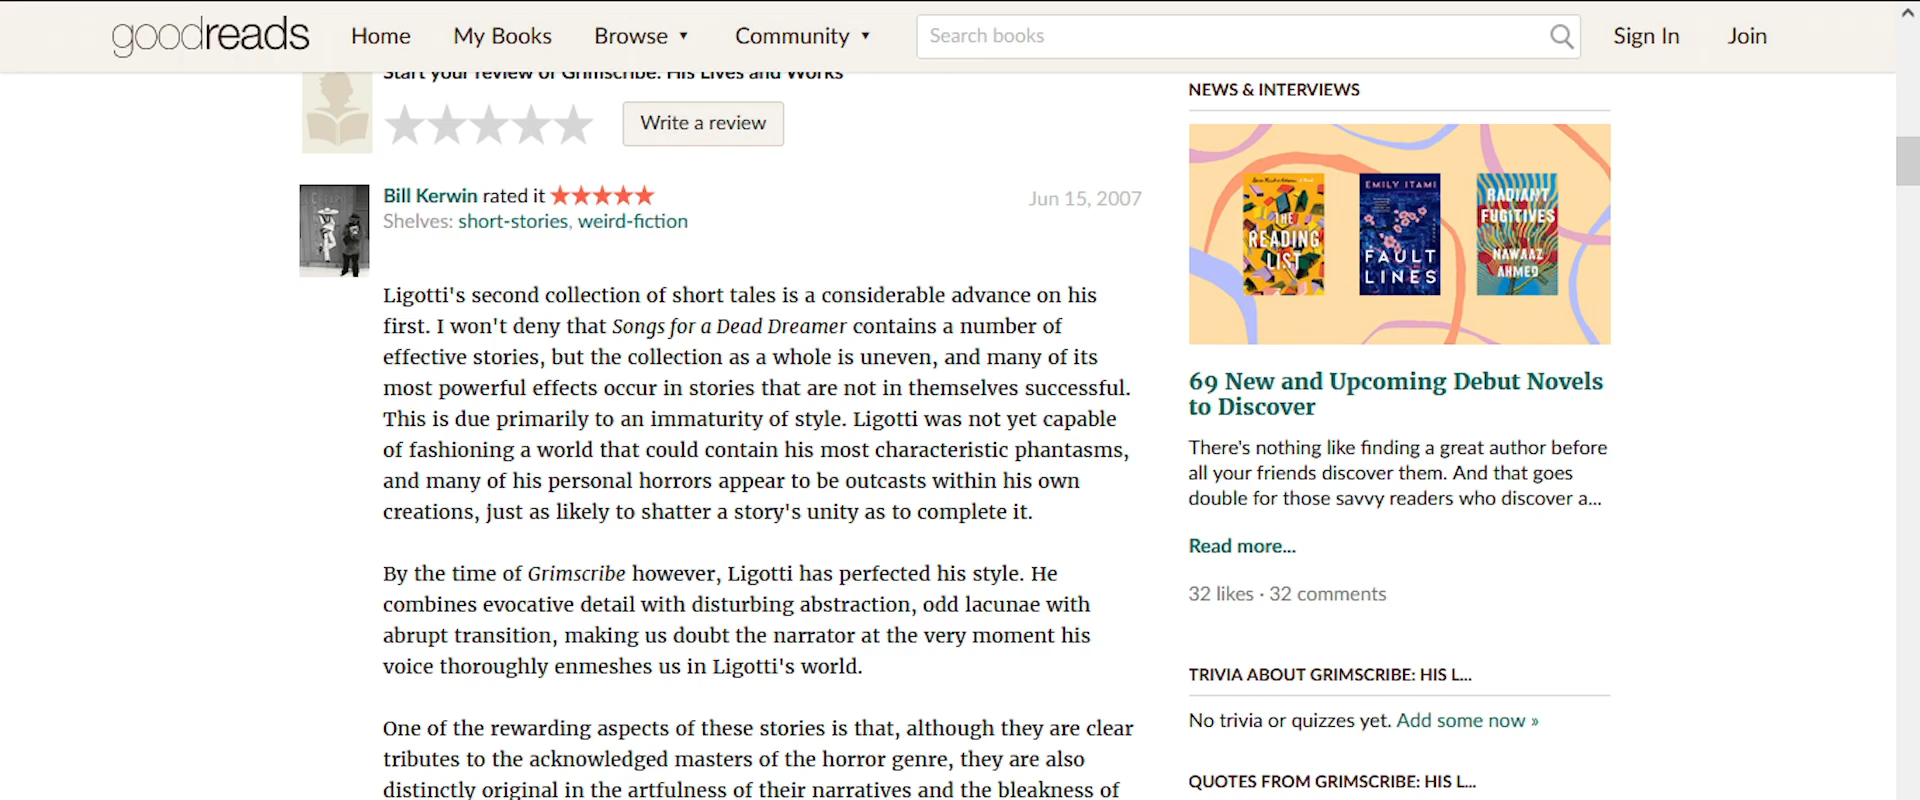 goodreads Home My Books Browse ▼ Community ▼ Search books Sign In Join
Start your review of Grimscribe: His Lives and Works
Write a review
Bill Kerwin rated it ★★★★★ Jun 15, 2007
Shelves: short-stories, weird-fiction
Ligotti's second collection of short tales is a considerable advance on his
first. I won't deny that Songs for a Dead Dreamer contains a number of
effective stories, but the collection as a whole is uneven, and many of its
most powerful effects occur in stories that are not in themselves successful.
This is due primarily to an immaturity of style. Ligotti was not yet capable
of fashioning a world that could contain his most characteristic phantasms,
and many of his personal horrors appear to be outcasts within his own
creations, just as likely to shatter a story's unity as to complete it.
By the time of Grimscribe however, Ligotti has perfected his style. He
combines evocative detail with disturbing abstraction, odd lacunae with
abrupt transition, making us doubt the narrator at the very moment his
voice thoroughly enmeshes us in Ligotti's world.
One of the rewarding aspects of these stories is that, although they are clear
tributes to the acknowledged masters of the horror genre, they are also
distinctly original in the artfulness of their narratives and the bleakness of
NEWS & INTERVIEWS
THE
READING
LIST
EMILY ITAMI
FAULT
LINES
RADIANT
FUGITIVES
NAWAAZ
AHMED
69 New and Upcoming Debut Novels
to Discover
There's nothing like finding a great author before
all your friends discover them. And that goes
double for those savvy readers who discover a...
Read more...
32 likes · 32 comments
TRIVIA ABOUT GRIMSCRIBE: HIS L...
No trivia or quizzes yet. Add some now »
QUOTES FROM GRIMSCRIBE: HIS L...